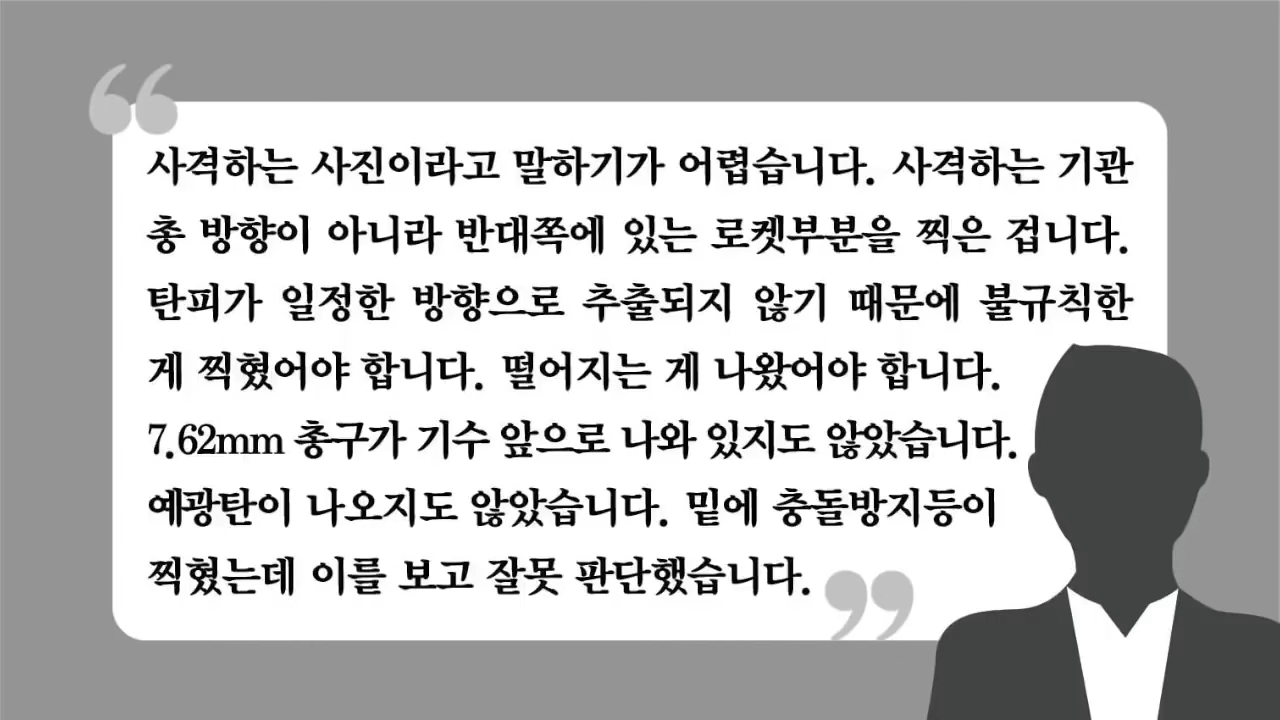 사격하는 사진이라고 말하기가 어렵습니다. 사격하는 기관
총 방향이 아니라 반대쪽에 있는 로켓부분을 찍은 겁니다.
탄피가 일정한 방향으로 추출되지 않기 때문에 불규칙한
게 찍혔어야 합니다. 떨어지는 게 나왔어야 합니다.
7.62mm 총구가 기수 앞으로 나와 있지도 않았습니다.
예광탄이 나오지도 않았습니다. 밑에 충돌방지등이
찍혔는데 이를 보고 잘못 판단했습니다.